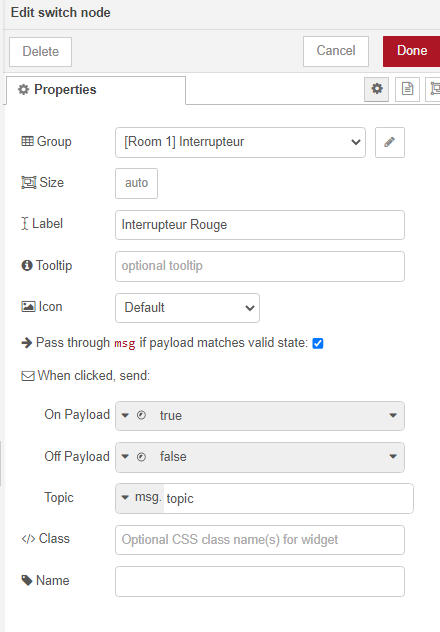 Edit switch node
Delete
Cancel
Done
Properties
Group
[Room 1] Interrupteur
Size
auto
Label
Interrupteur Rouge
Tooltip
optional tooltip
Icon
Default
Pass through msg if payload matches valid state:
When clicked, send:
On Payload
true
Off Payload
false
Topic
msg. topic
</> Class
Optional CSS class name(s) for widget
Name